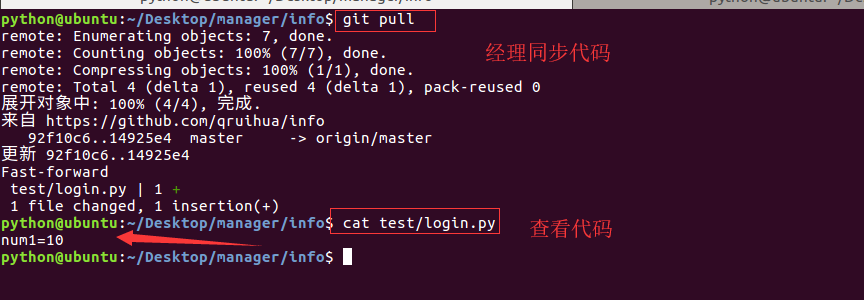 python@ubuntu:~/Desktop/manager/info$ git pull
remote: Enumerating objects: 7, done.
remote: Counting objects: 100% (7/7), done.
经理同步代码
remote: Compressing objects: 100% (1/1), done.
remote: Total 4 (delta 1), reused 4 (delta 1), pack-reused 0
展开对象中: 100% (4/4), 完成.
来自 https://github.com/qruihua/info
92f10c6..14925e4  master     -> origin/master
更新 92f10c6..14925e4
Fast-forward
test/login.py | 1 +
1 file changed, 1 insertion(+)
python@ubuntu:~/Desktop/manager/info$ cat test/login.py
查看代码
num1=10
python@ubuntu:~/Desktop/manager/info$